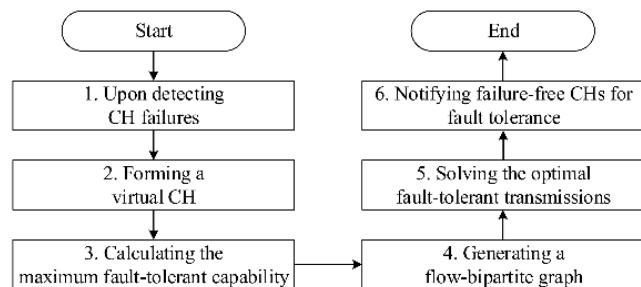 Start
1. Upon detecting
CH failures
2. Forming a
virtual CH
3. Calculating the
maximum fault-tolerant capability
4. Generating a
flow-bipartite graph
5. Solving the optimal
fault-tolerant transmissions
6. Notifying failure-free CHs for
fault tolerance
End